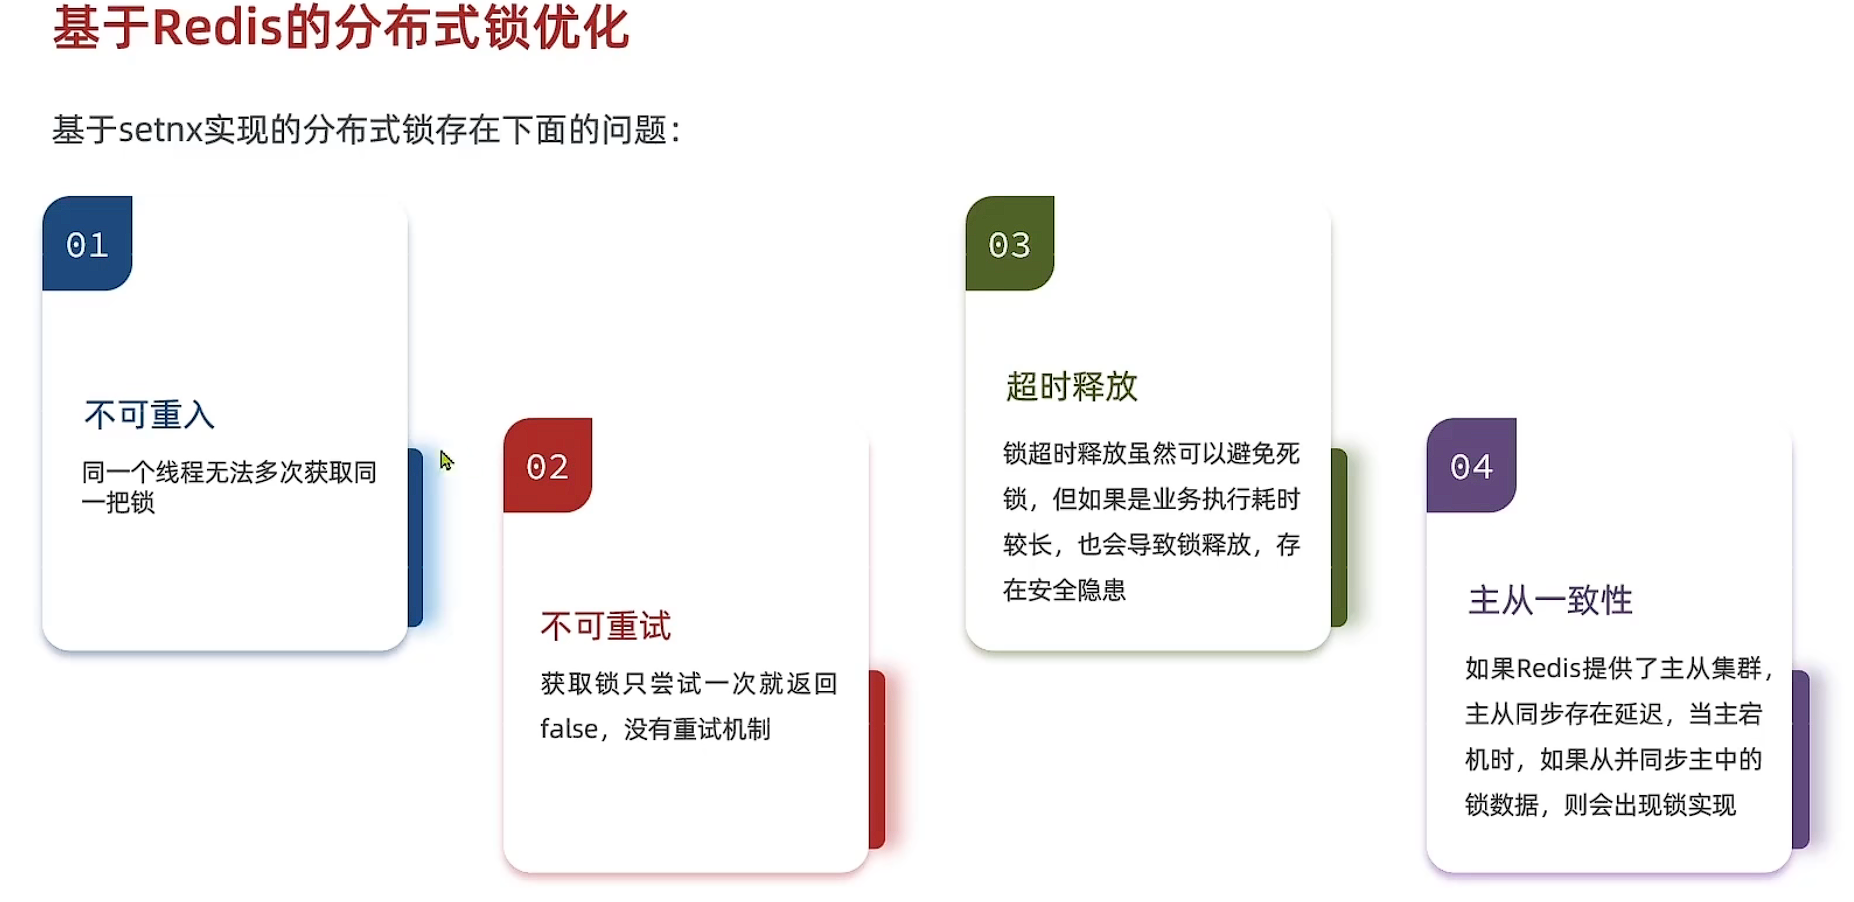 基于Redis的分布式锁优化
基于setnx实现的分布式锁存在下面的问题：
01
不可重入
同一个线程无法多次获取同
一把锁
02
不可重试
获取锁只尝试一次就返回
false，没有重试机制
03
超时释放
锁超时释放虽然可以避免死
锁，但如果是业务执行耗时
较长，也会导致锁释放，存
在安全隐患
04
主从一致性
如果Redis提供了主从集群，
主从同步存在延迟，当主宕
机时，如果从并同步主中的
锁数据，则会出现锁实现